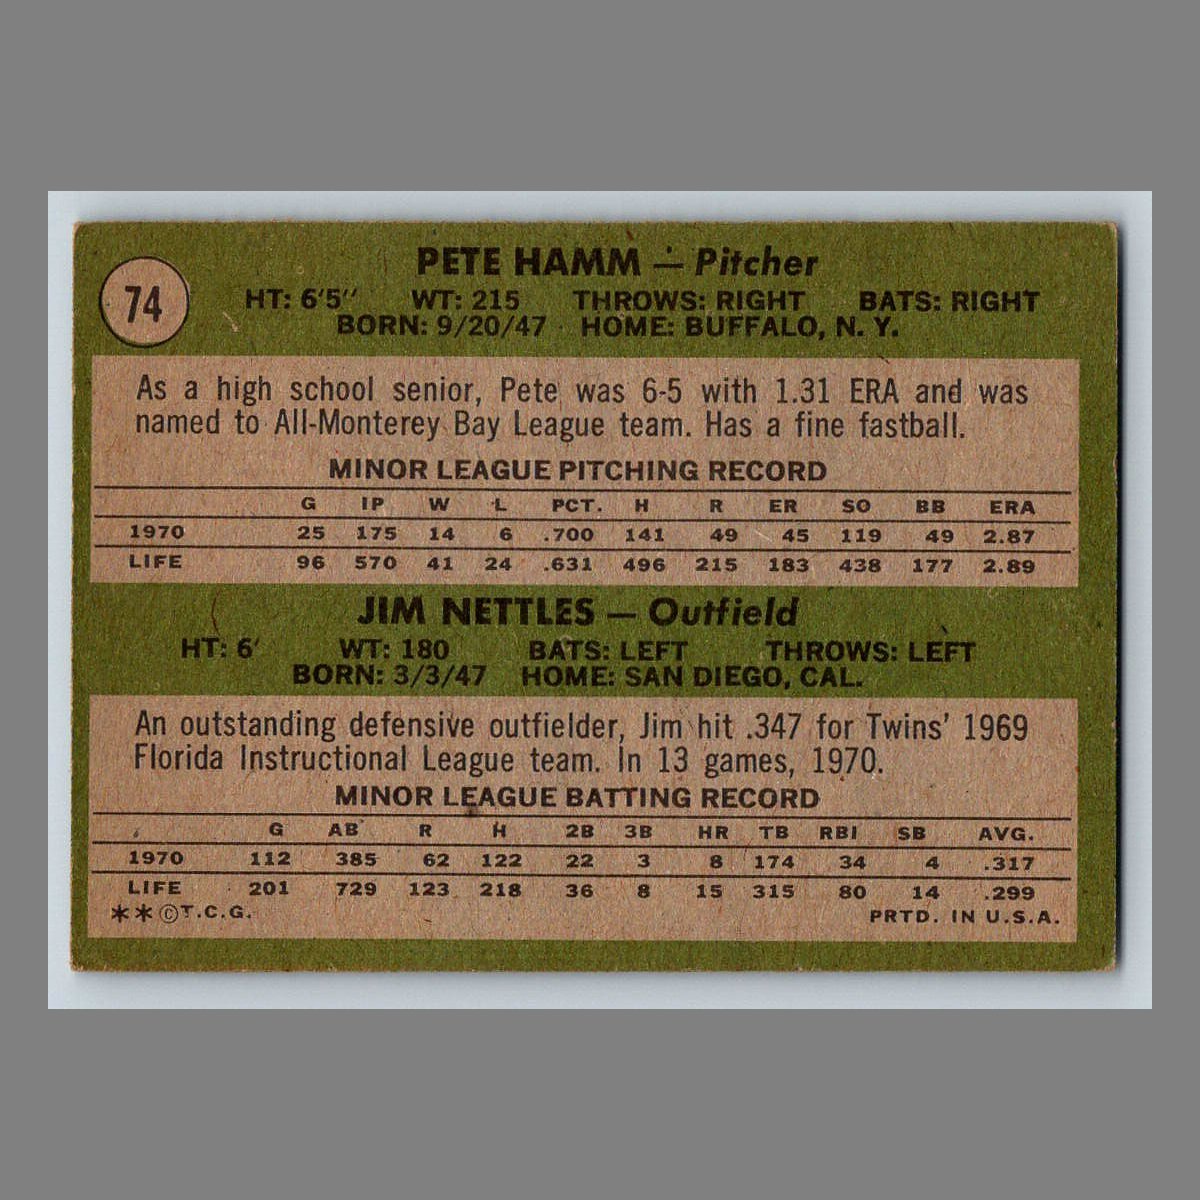 74
PETE HAMM — Pitcher
HT: 6'5" WT: 215 THROWS: RIGHT BATS: RIGHT
BORN: 9/20/47 HOME: BUFFALO, N. Y.
As a high school senior, Pete was 6-5 with 1.31 ERA and was
named to All-Monterey Bay League team. Has a fine fastball.
MINOR LEAGUE PITCHING RECORD
G IP W L PCT. H R ER SO BB ERA
1970 25 175 14 6 .700 141 49 45 119 49 2.87
LIFE 96 570 41 24 .631 496 215 183 438 177 2.89
JIM NETTLES — Outfield
HT: 6' WT: 180 BATS: LEFT THROWS: LEFT
BORN: 3/3/47 HOME: SAN DIEGO, CAL.
An outstanding defensive outfielder, Jim hit .347 for Twins' 1969
Florida Instructional League team. In 13 games, 1970.
MINOR LEAGUE BATTING RECORD
G AB R H 2B 3B HR TB RBI SB AVG.
1970 112 385 62 122 22 3 8 174 34 4 .317
LIFE 201 729 123 218 36 8 15 315 80 14 .299
**©T.C.G. PRTD. IN U.S.A.